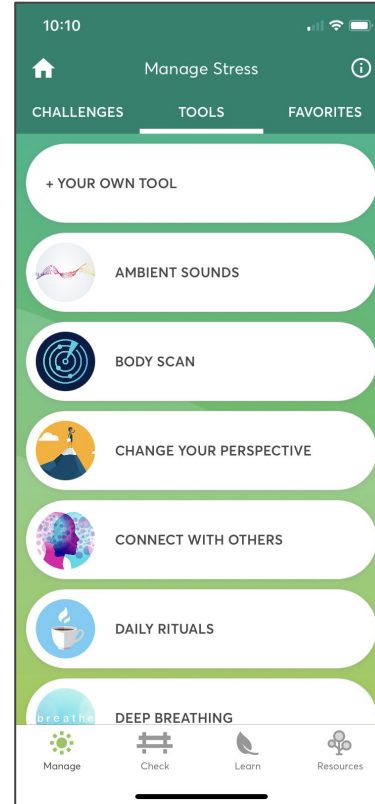 10:10
Manage Stress
CHALLENGES TOOLS FAVORITES
+ YOUR OWN TOOL
AMBIENT SOUNDS
BODY SCAN
CHANGE YOUR PERSPECTIVE
CONNECT WITH OTHERS
DAILY RITUALS
breathe
DEEP BREATHING
Manage Check Learn Resources